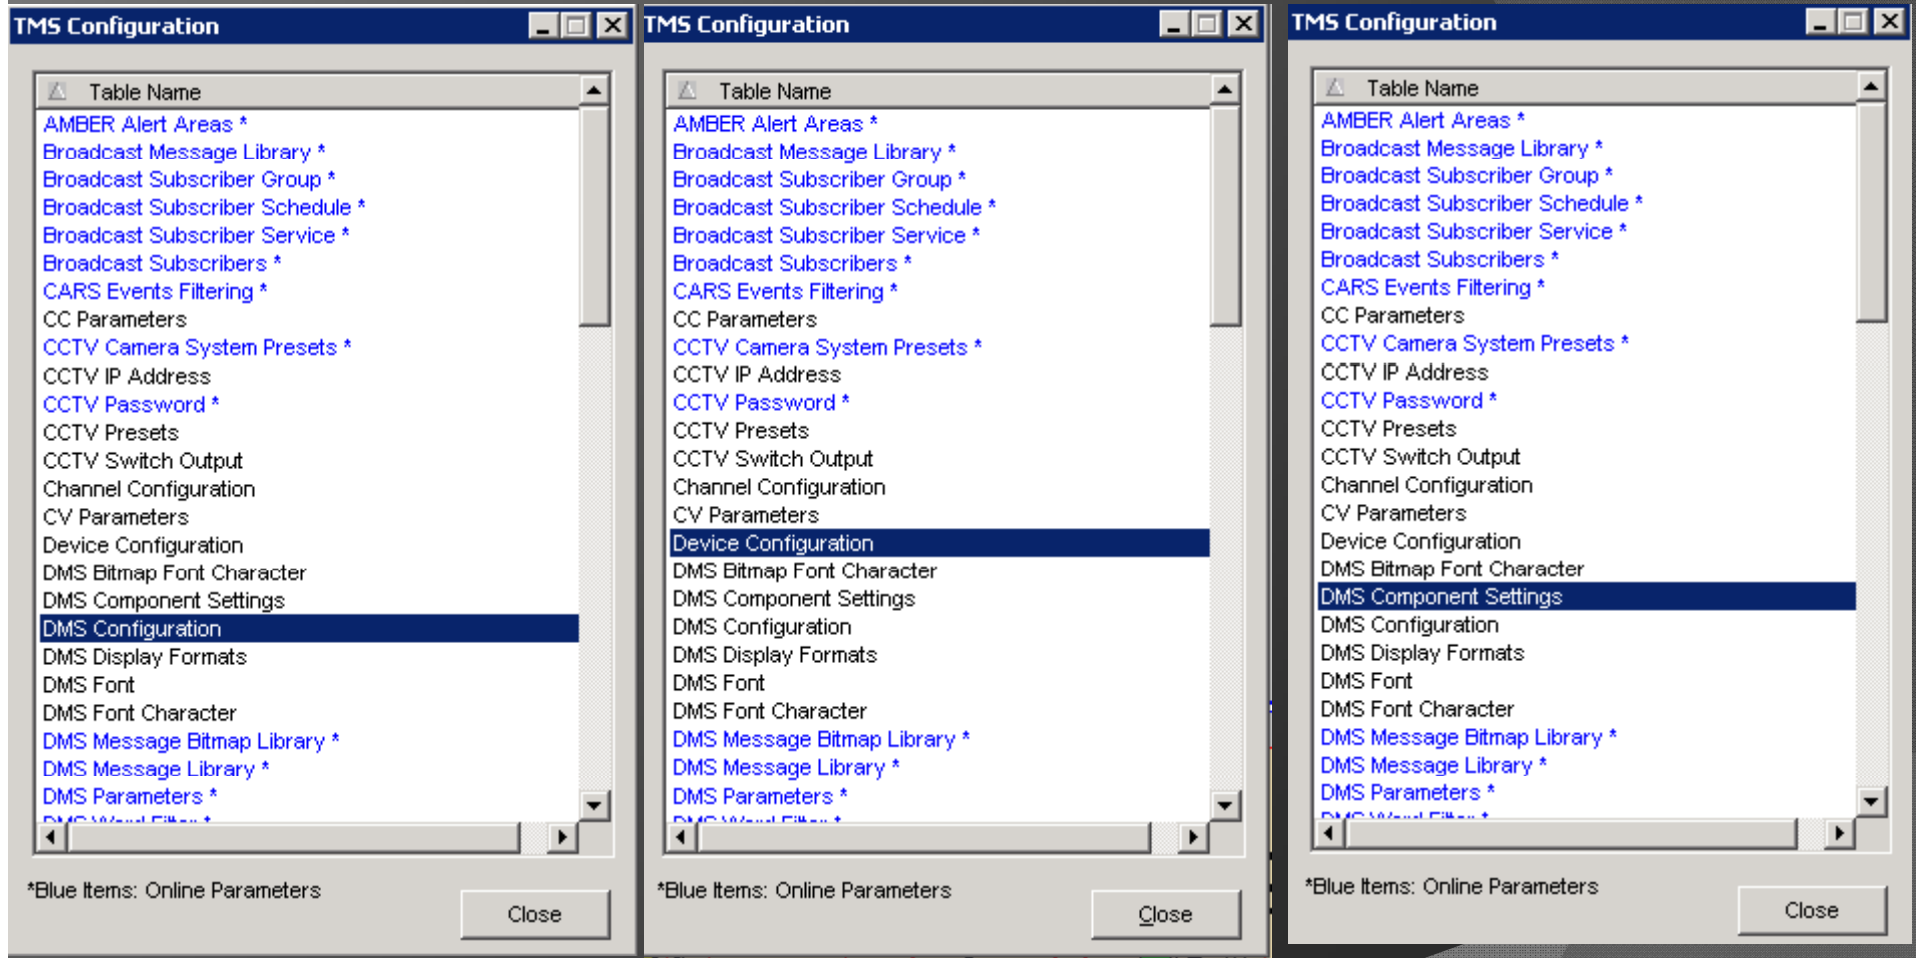 TMS Configuration
Table Name
AMBER Alert Areas *
Broadcast Message Library *
Broadcast Subscriber Group *
Broadcast Subscriber Schedule *
Broadcast Subscriber Service *
Broadcast Subscribers *
CARS Events Filtering *
CC Parameters
CCTV Camera System Presets *
CCTV IP Address
CCTV Password *
CCTV Presets
CCTV Switch Output
Channel Configuration
CV Parameters
Device Configuration
DMS Bitmap Font Character
DMS Component Settings
DMS Configuration
DMS Display Formats
DMS Font
DMS Font Character
DMS Message Bitmap Library *
DMS Message Library *
DMS Parameters *
DMS Word Filter *
*Blue Items: Online Parameters
Close
TMS Configuration
Table Name
AMBER Alert Areas *
Broadcast Message Library *
Broadcast Subscriber Group *
Broadcast Subscriber Schedule *
Broadcast Subscriber Service *
Broadcast Subscribers *
CARS Events Filtering *
CC Parameters
CCTV Camera System Presets *
CCTV IP Address
CCTV Password *
CCTV Presets
CCTV Switch Output
Channel Configuration
CV Parameters
Device Configuration
DMS Bitmap Font Character
DMS Component Settings
DMS Configuration
DMS Display Formats
DMS Font
DMS Font Character
DMS Message Bitmap Library *
DMS Message Library *
DMS Parameters *
DMS Word Filter *
*Blue Items: Online Parameters
Close
TMS Configuration
Table Name
AMBER Alert Areas *
Broadcast Message Library *
Broadcast Subscriber Group *
Broadcast Subscriber Schedule *
Broadcast Subscriber Service *
Broadcast Subscribers *
CARS Events Filtering *
CC Parameters
CCTV Camera System Presets *
CCTV IP Address
CCTV Password *
CCTV Presets
CCTV Switch Output
Channel Configuration
CV Parameters
Device Configuration
DMS Bitmap Font Character
DMS Component Settings
DMS Configuration
DMS Display Formats
DMS Font
DMS Font Character
DMS Message Bitmap Library *
DMS Message Library *
DMS Parameters *
DMS Word Filter *
*Blue Items: Online Parameters
Close